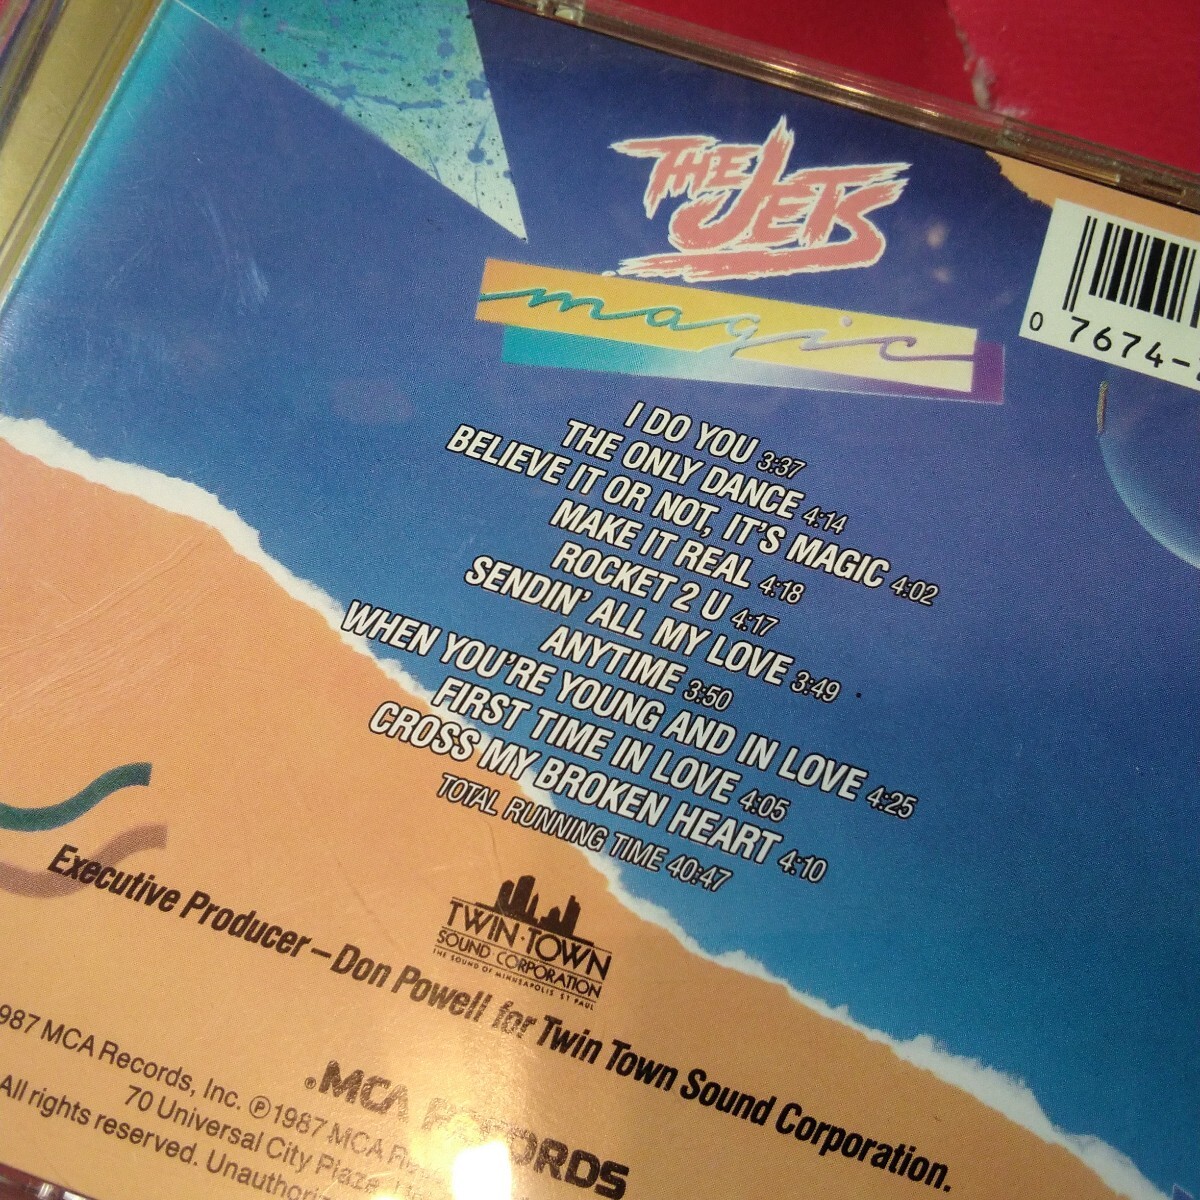 THE JETS
magic
0 7674-
I DO YOU 3:37
THE ONLY DANCE 4:14
BELIEVE IT OR NOT, IT'S MAGIC 4:02
MAKE IT REAL 4:18
ROCKET 2 U 4:17
SENDIN' ALL MY LOVE 3:49
ANYTIME 3:50
WHEN YOU'RE YOUNG AND IN LOVE 4:25
FIRST TIME IN LOVE 4:05
CROSS MY BROKEN HEART 4:10
TOTAL RUNNING TIME 40:47
TWIN·TOWN
SOUND CORPORATION
THE SOUND OF MINNEAPOLIS ST PAUL
Executive Producer – Don Powell for Twin Town Sound Corporation.
.MCA RECORDS
987 MCA Records, Inc. ℗ 1987 MCA
70 Universal City Plaza,
All rights reserved.